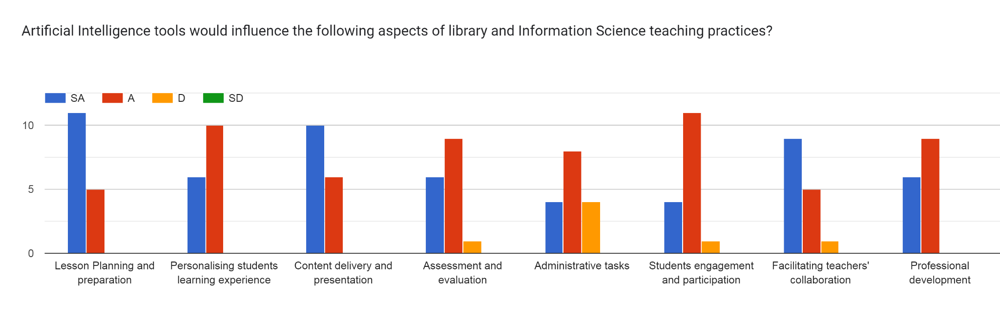 Artificial Intelligence tools would influence the following aspects of library and Information Science teaching practices?
SA A D SD
10
5
0
Lesson Planning and
preparation
Personalising students
learning experience
Content delivery and
presentation
Assessment and
evaluation
Administrative tasks
Students engagement
and participation
Facilitating teachers'
collaboration
Professional
development